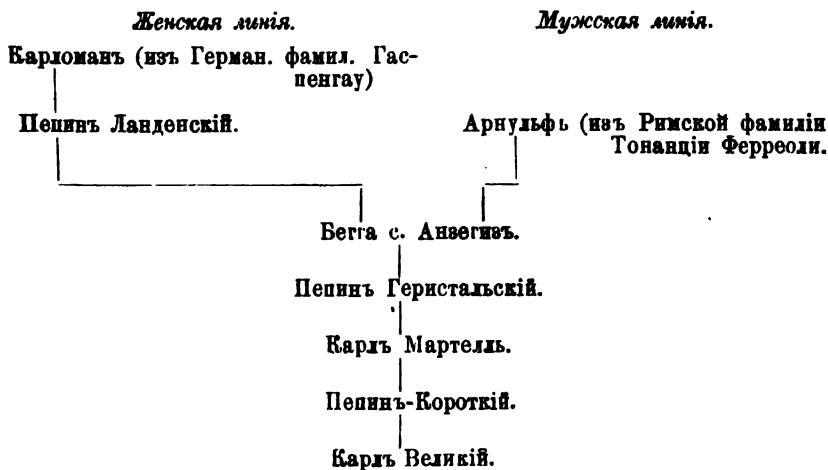 Женская линія.
Мужская линія.
Карломанъ (изъ Герман. фамил. Гас-
пенгау)
Пепинъ Ланденскій.
Арнульфъ (изъ Римской фамиліи
Тонанціи Ферреоли.
Бегга с. Анзегизъ.
Пепинъ Геристальскій.
Карлъ Мартеллъ.
Пепинъ-Короткій.
Карлъ Великій.